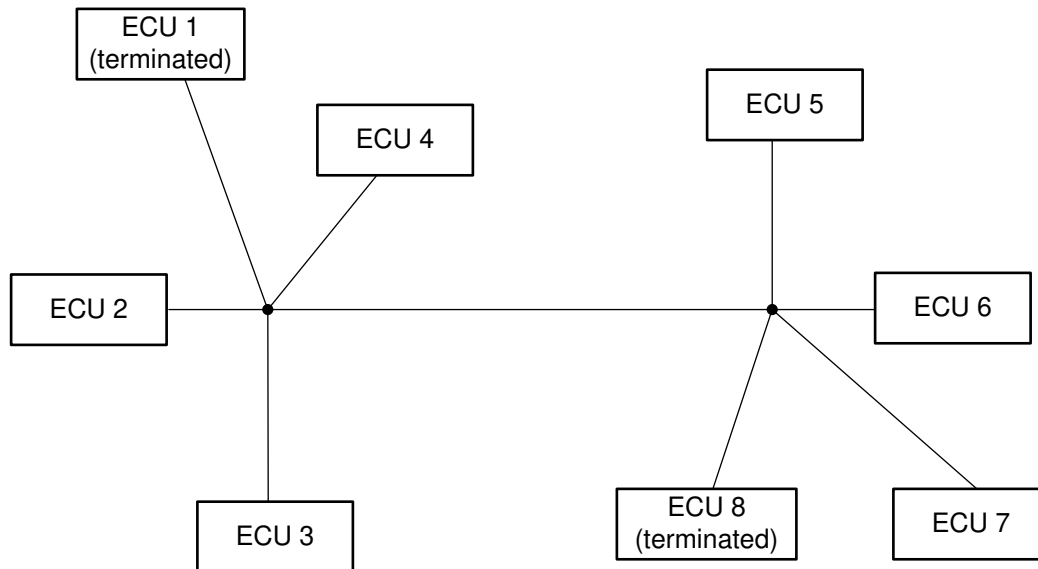 ECU 1
(terminated)
ECU 4
ECU 5
ECU 2
ECU 6
ECU 3
ECU 8
(terminated)
ECU 7